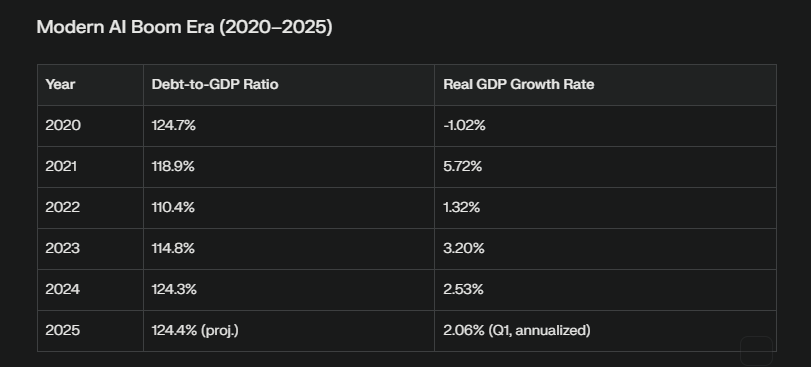 Modern AI Boom Era (2020–2025)
Year Debt-to-GDP Ratio Real GDP Growth Rate
2020 124.7% -1.02%
2021 118.9% 5.72%
2022 110.4% 1.32%
2023 114.8% 3.20%
2024 124.3% 2.53%
2025 124.4% (proj.) 2.06% (Q1, annualized)